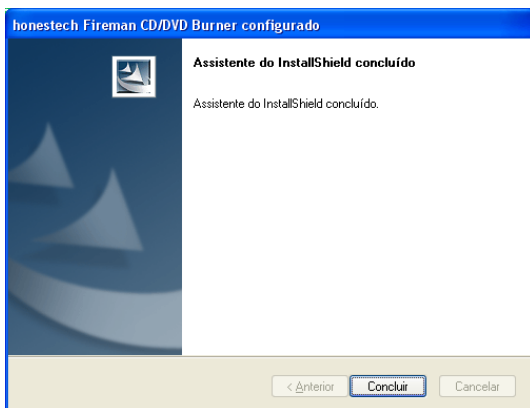 honestech Fireman CD/DVD Burner configurado
Assistente do InstallShield concluído
Assistente do InstallShield concluído.
< Anterior
Concluir
Cancelar